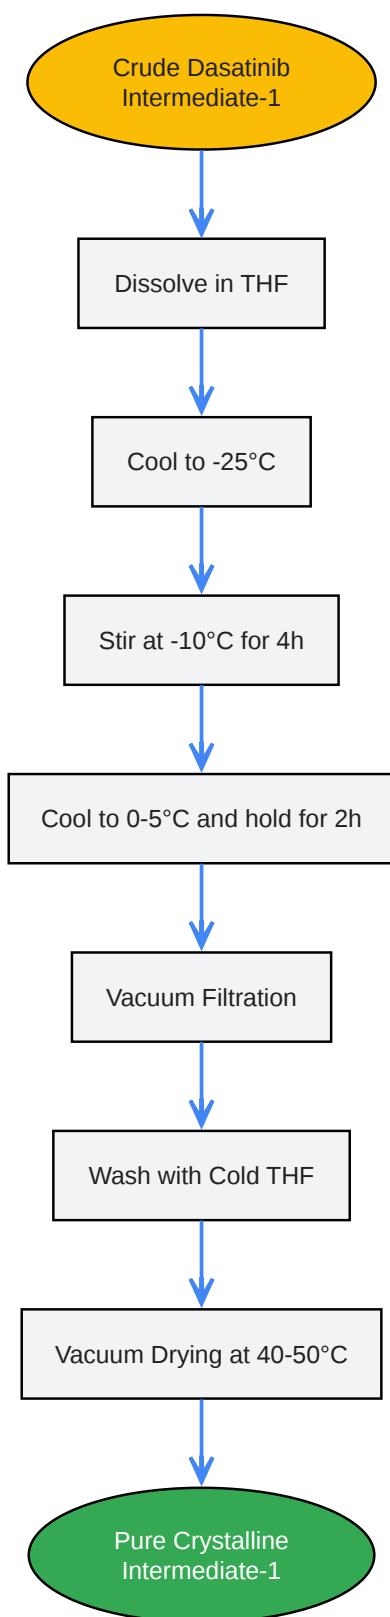 Crude Dasatinib
Intermediate-1
Dissolve in THF
Cool to -25°C
Stir at -10°C for 4h
Cool to 0-5°C and hold for 2h
Vacuum Filtration
Wash with Cold THF
Vacuum Drying at 40-50°C
Pure Crystalline
Intermediate-1